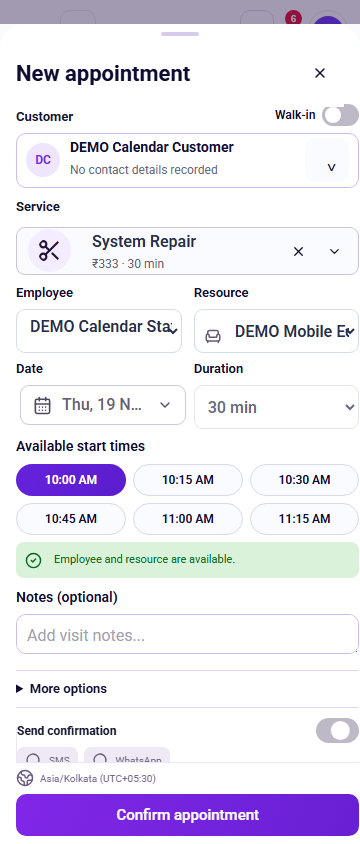 6
New appointment
Customer
Walk-in
DC
DEMO Calendar Customer
No contact details recorded
Service
System Repair
₹333 · 30 min
Employee
Resource
DEMO Calendar Sta
DEMO Mobile E
Date
Duration
Thu, 19 N...
30 min
Available start times
10:00 AM
10:15 AM
10:30 AM
10:45 AM
11:00 AM
11:15 AM
Employee and resource are available.
Notes (optional)
Add visit notes...
More options
Send confirmation
SMS
WhatsApp
Asia/Kolkata (UTC+05:30)
Confirm appointment